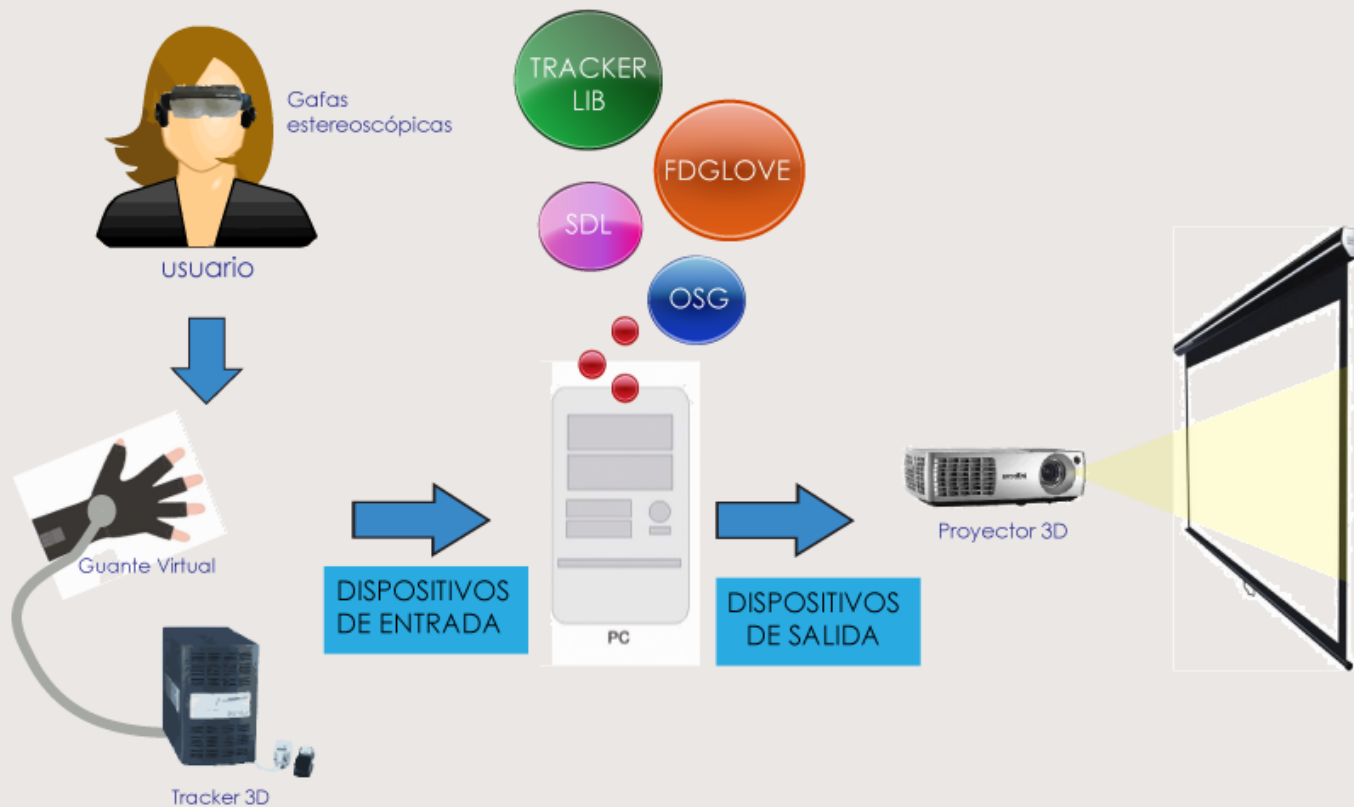 Gafas
estereoscópicas
usuario
TRACKER
LIB
FDGLOVE
SDL
OSG
Guante Virtual
DISPOSITIVOS
DE ENTRADA
PC
DISPOSITIVOS
DE SALIDA
Proyector 3D
Tracker 3D